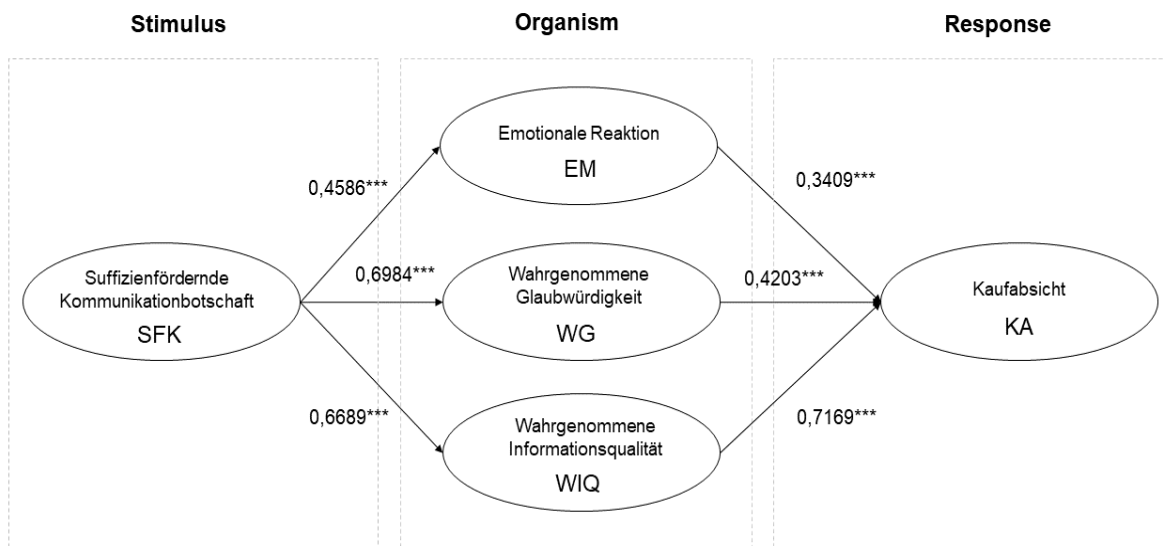 Stimulus
Organism
Response
Emotionale Reaktion
EM
0,4586***
0,3409***
Suffizienfördernde
Kommunikationbotschaft
SFK
0,6984***
Wahrgenommene
Glaubwürdigkeit
WG
0,4203***
Kaufabsicht
KA
0,6689***
Wahrgenommene
Informationsqualität
WIQ
0,7169***